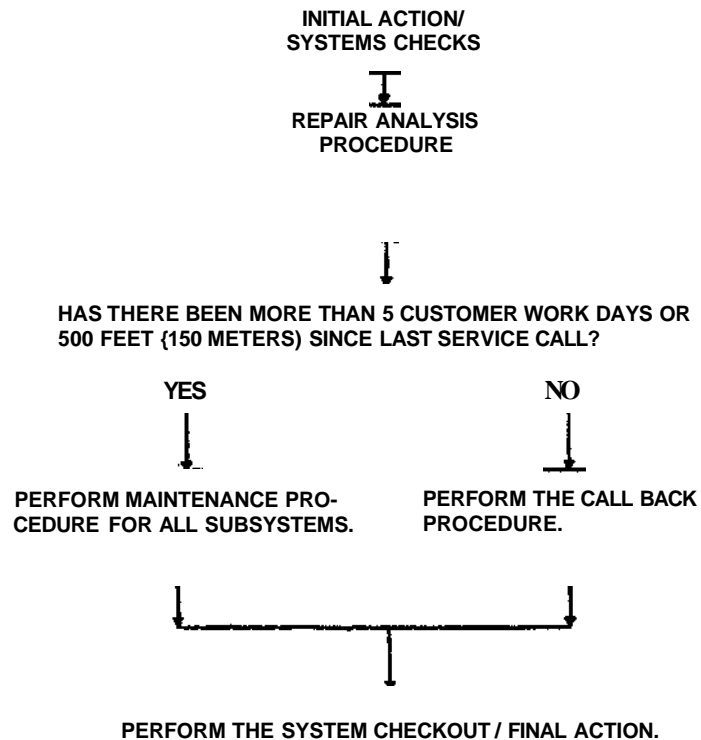 INITIAL ACTION/
SYSTEMS CHECKS
REPAIR ANALYSIS
PROCEDURE
HAS THERE BEEN MORE THAN 5 CUSTOMER WORK DAYS OR
500 FEET {150 METERS) SINCE LAST SERVICE CALL?
YES
NO
PERFORM MAINTENANCE PRO-
CEDURE FOR ALL SUBSYSTEMS.
PERFORM THE CALL BACK
PROCEDURE.
PERFORM THE SYSTEM CHECKOUT / FINAL ACTION.